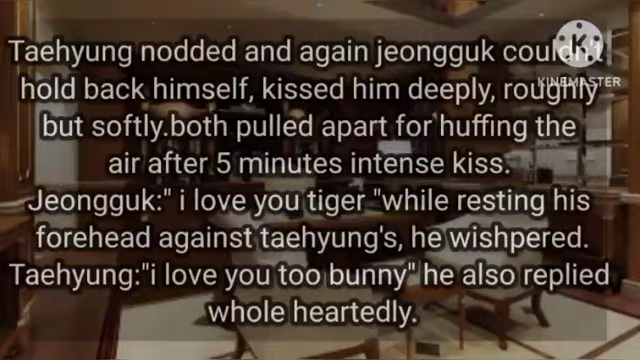 Taehyung nodded and again jeongguk couldn't
hold back himself, kissed him deeply, roughly
but softly.both pulled apart for huffing the
air after 5 minutes intense kiss.
Jeongguk:" i love you tiger "while resting his
forehead against taehyung's, he wishpered.
Taehyung:"i love you too bunny" he also replied
whole heartedly.
K
KINEMASTER